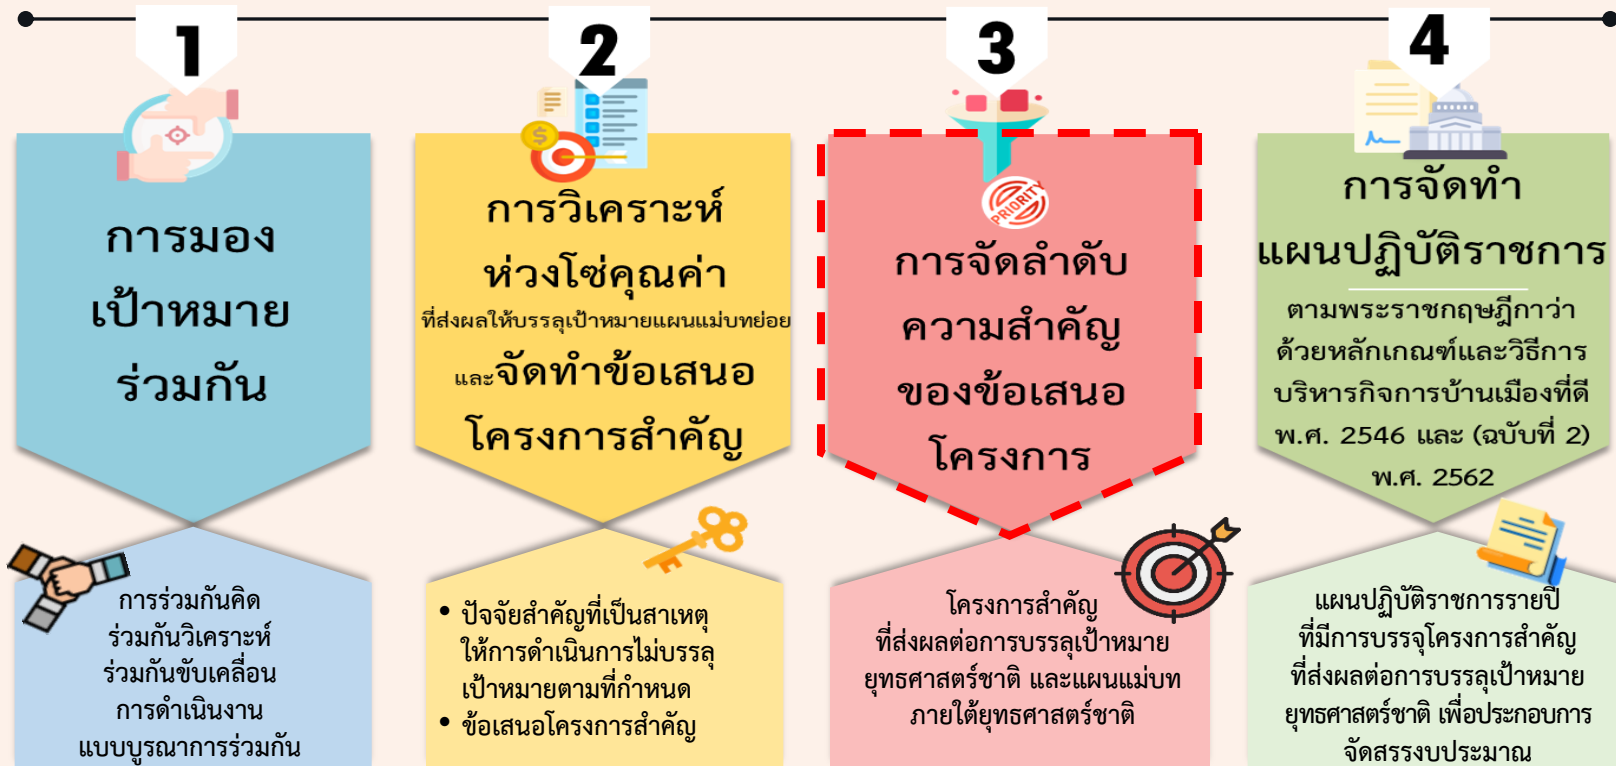 1
การมอง
เป้าหมาย
ร่วมกัน
การร่วมกันคิด
ร่วมกันวิเคราะห์
ร่วมกันขับเคลื่อน
การดำเนินงาน
แบบบูรณาการร่วมกัน
2
$
การวิเคราะห์
ห่วงโซ่คุณค่า
ที่ส่งผลให้บรรลุเป้าหมายแผนแม่บทย่อย
และจัดทำข้อเสนอ
โครงการสำคัญ
• ปัจจัยสำคัญที่เป็นสาเหตุ
ให้การดำเนินการไม่บรรลุ
เป้าหมายตามที่กำหนด
• ข้อเสนอโครงการสำคัญ
3
PRIORITY
การจัดลำดับ
ความสำคัญ
ของข้อเสนอ
โครงการ
โครงการสำคัญ
ที่ส่งผลต่อการบรรลุเป้าหมาย
ยุทธศาสตร์ชาติ และแผนแม่บท
ภายใต้ยุทธศาสตร์ชาติ
4
การจัดทำ
แผนปฏิบัติราชการ
ตามพระราชกฤษฎีกาว่า
ด้วยหลักเกณฑ์และวิธีการ
บริหารกิจการบ้านเมืองที่ดี
พ.ศ. 2546 และ (ฉบับที่ 2)
พ.ศ. 2562
แผนปฏิบัติราชการรายปี
ที่มีการบรรจุโครงการสำคัญ
ที่ส่งผลต่อการบรรลุเป้าหมาย
ยุทธศาสตร์ชาติ เพื่อประกอบการ
จัดสรรงบประมาณ